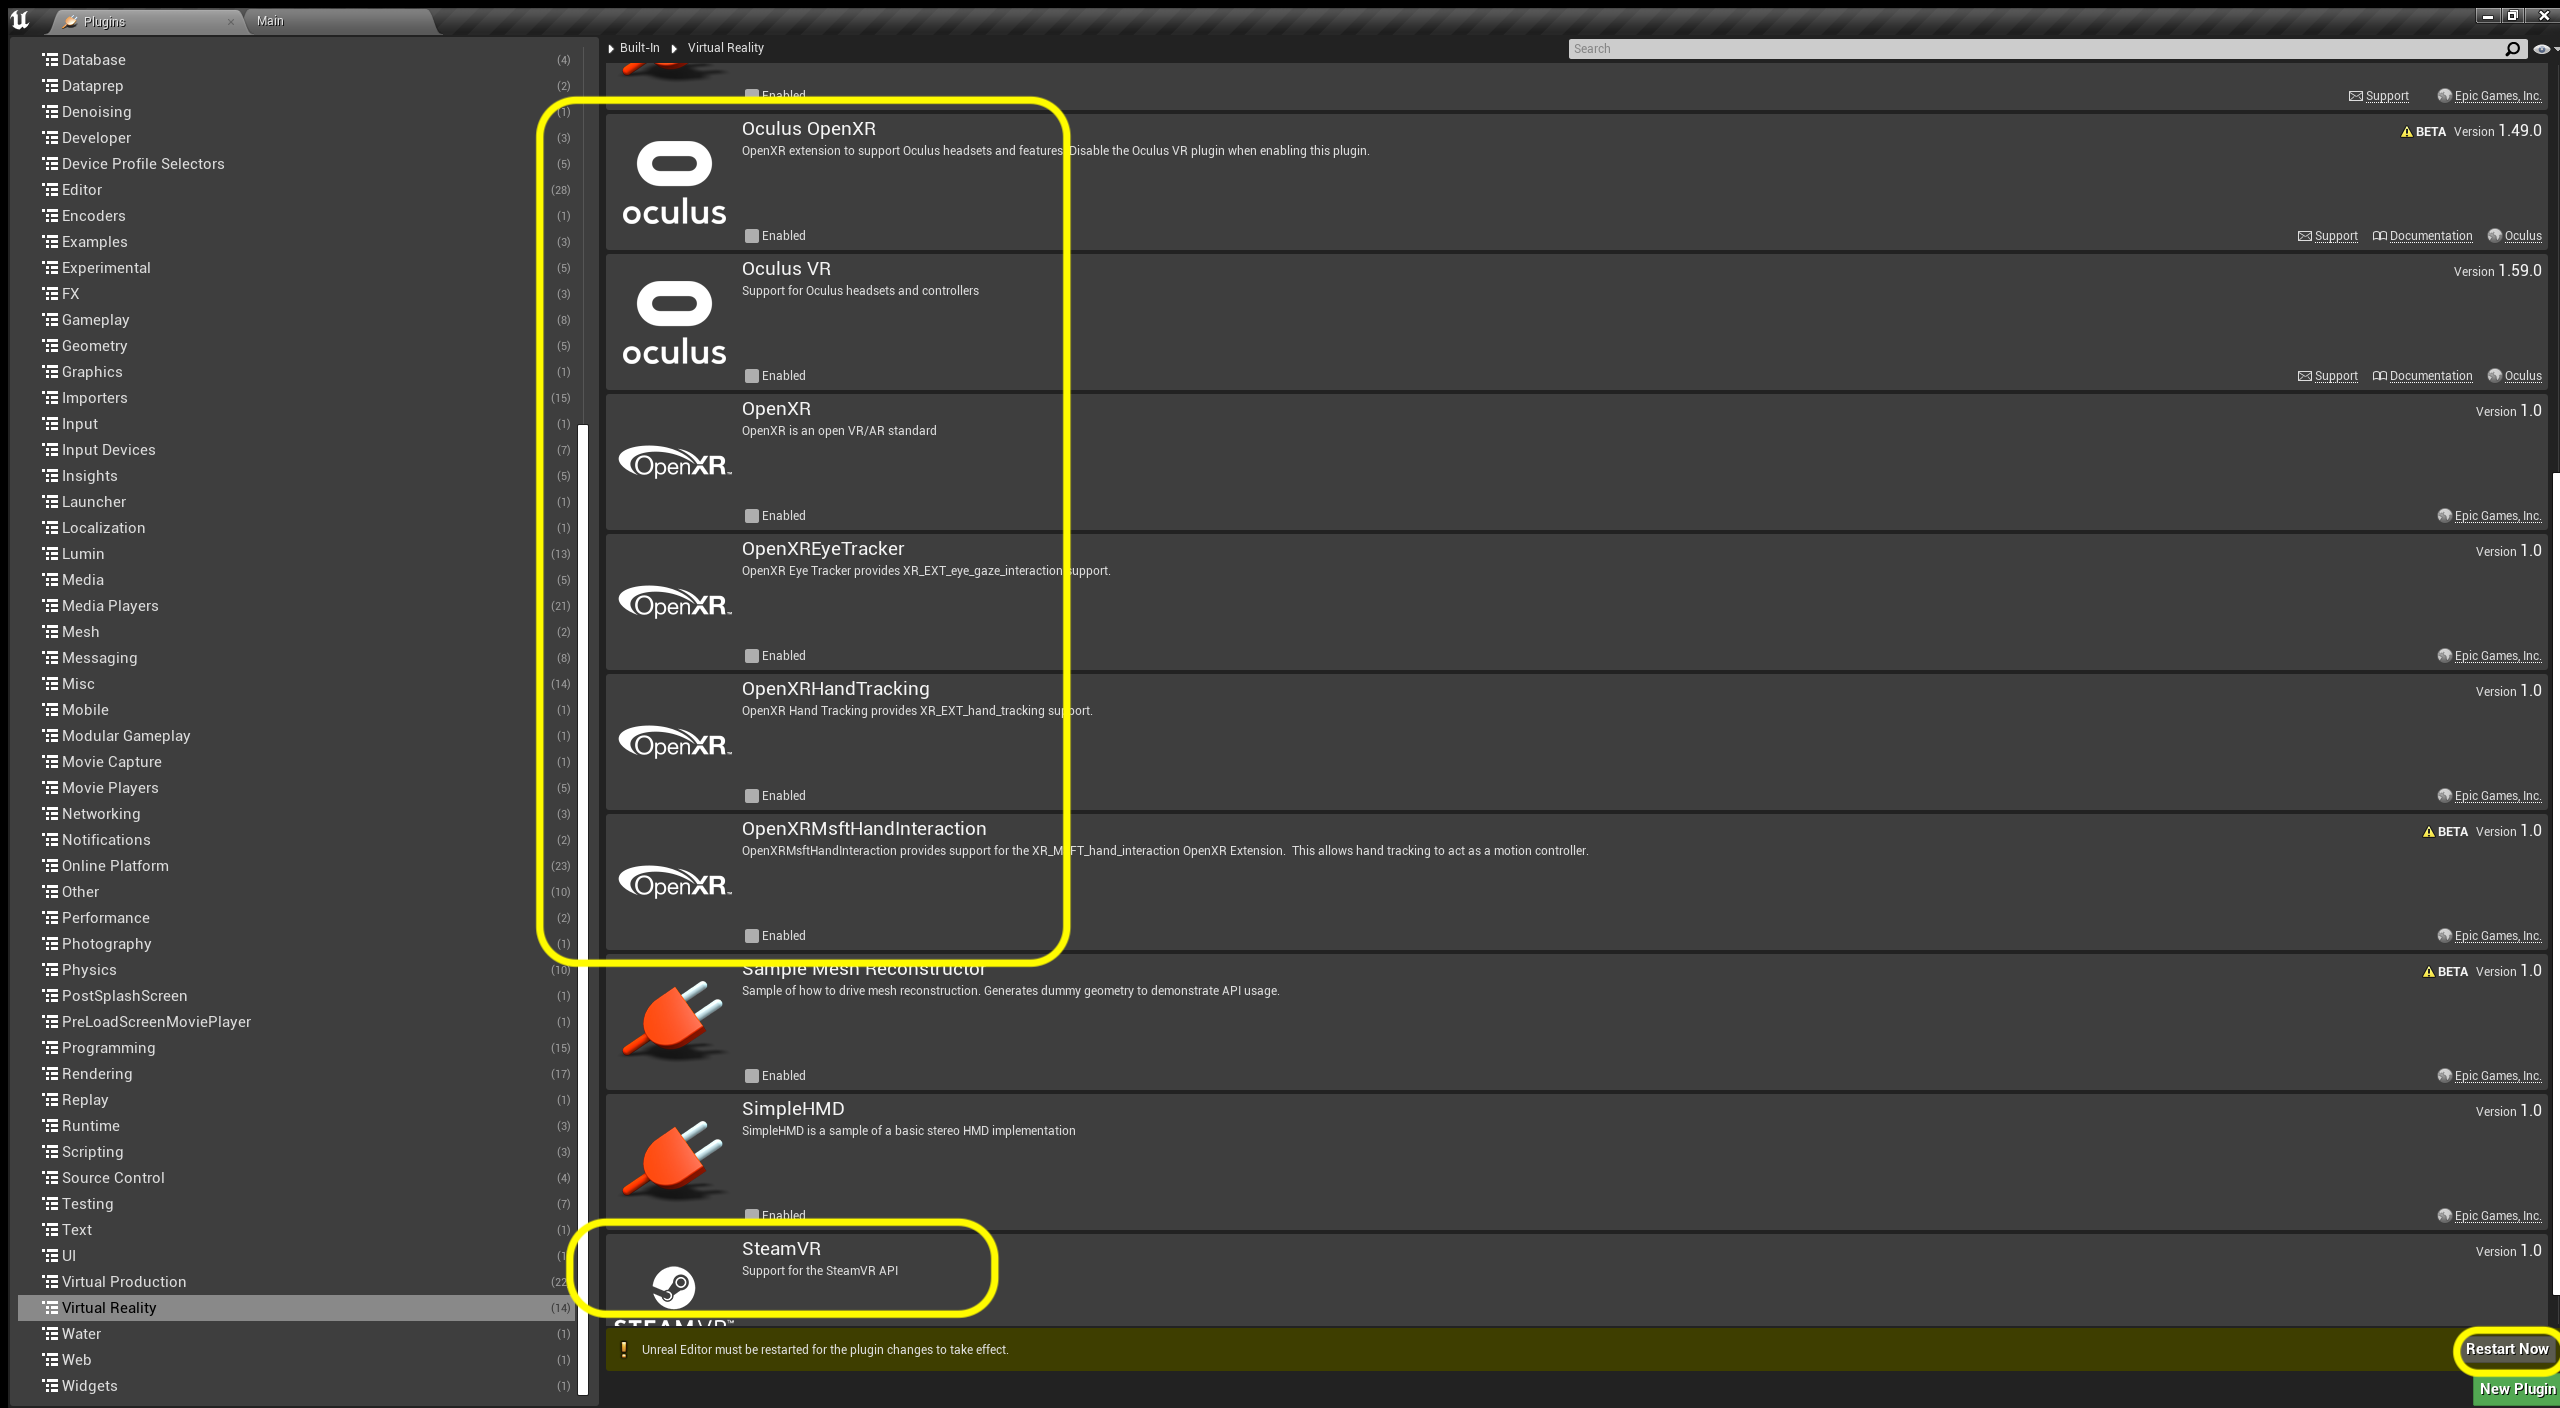 Plugins
Main
Database (4)
Dataprep (2)
Denoising (1)
Developer (3)
Device Profile Selectors (5)
Editor (28)
Encoders (1)
Examples (3)
Experimental (5)
FX (3)
Gameplay (8)
Geometry (5)
Graphics (1)
Importers (15)
Input (1)
Input Devices (7)
Insights (5)
Launcher (1)
Localization (1)
Lumin (13)
Media (5)
Media Players (21)
Mesh (2)
Messaging (8)
Misc (14)
Mobile (1)
Modular Gameplay (1)
Movie Capture (1)
Movie Players (5)
Networking (3)
Notifications (2)
Online Platform (23)
Other (10)
Performance (2)
Photography (1)
Physics (10)
PostSplashScreen (1)
PreLoadScreenMoviePlayer (1)
Programming (15)
Rendering (17)
Replay (1)
Runtime (3)
Scripting (3)
Source Control (4)
Testing (7)
Text (1)
UI
Virtual Production (22
Virtual Reality (14)
Water (1)
Web (1)
Widgets (1)
Built-In Virtual Reality
Search
Enabled Support Epic Games, Inc.
Oculus OpenXR BETA Version 1.49.0
OpenXR extension to support Oculus headsets and features. Disable the Oculus VR plugin when enabling this plugin.
oculus
Enabled Support Documentation Oculus
Oculus VR Version 1.59.0
Support for Oculus headsets and controllers
oculus
Enabled Support Documentation Oculus
OpenXR Version 1.0
OpenXR is an open VR/AR standard
OpenXR™
Enabled Epic Games, Inc.
OpenXREyeTracker Version 1.0
OpenXR Eye Tracker provides XR_EXT_eye_gaze_interaction support.
OpenXR™
Enabled Epic Games, Inc.
OpenXRHandTracking Version 1.0
OpenXR Hand Tracking provides XR_EXT_hand_tracking support.
OpenXR™
Enabled Epic Games, Inc.
OpenXRMsftHandInteraction BETA Version 1.0
OpenXRMsftHandInteraction provides support for the XR_MSFT_hand_interaction OpenXR Extension. This allows hand tracking to act as a motion controller.
OpenXR™
Enabled Epic Games, Inc.
Sample Mesh Reconstructor BETA Version 1.0
Sample of how to drive mesh reconstruction. Generates dummy geometry to demonstrate API usage.
Enabled Epic Games, Inc.
SimpleHMD Version 1.0
SimpleHMD is a sample of a basic stereo HMD implementation
Enabled Epic Games, Inc.
SteamVR Version 1.0
Support for the SteamVR API
STEAMVR™
Unreal Editor must be restarted for the plugin changes to take effect. Restart Now
New Plugin